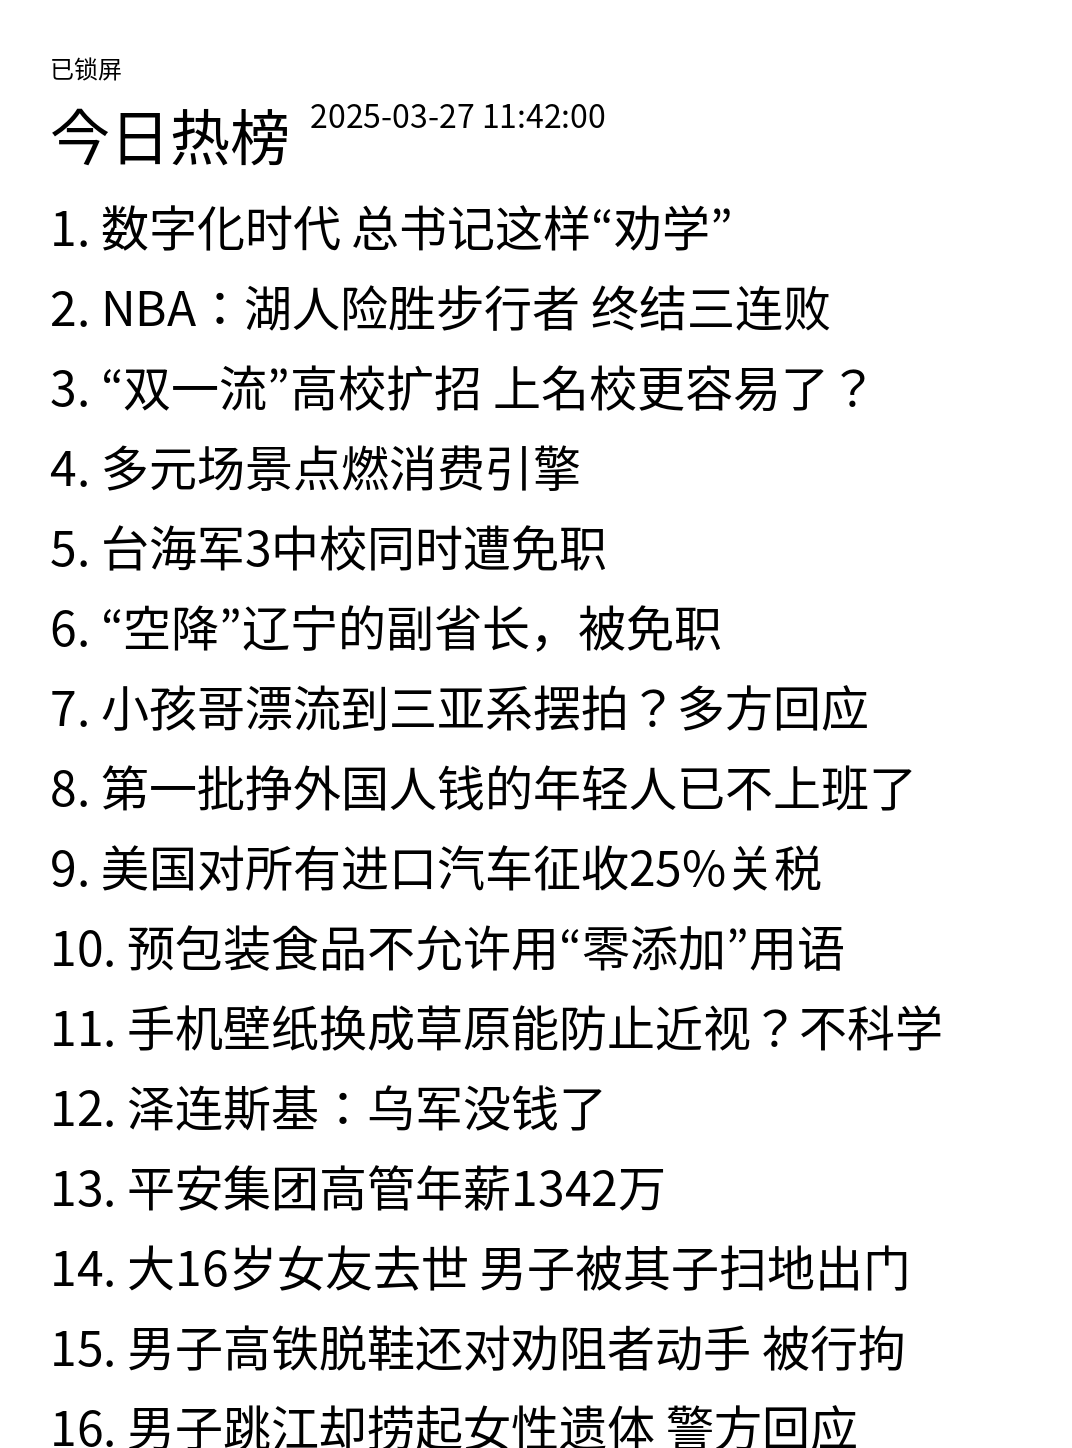 已锁屏
今日热榜 2025-03-27 11:42:00
1. 数字化时代 总书记这样“劝学”
2. NBA：湖人险胜步行者 终结三连败
3. “双一流”高校扩招 上名校更容易了？
4. 多元场景点燃消费引擎
5. 台海军3中校同时遭免职
6. “空降”辽宁的副省长，被免职
7. 小孩哥漂流到三亚系摆拍？多方回应
8. 第一批挣外国人钱的年轻人已不上班了
9. 美国对所有进口汽车征收25%关税
10. 预包装食品不允许用“零添加”用语
11. 手机壁纸换成草原能防止近视？不科学
12. 泽连斯基：乌军没钱了
13. 平安集团高管年薪1342万
14. 大16岁女友去世 男子被其子扫地出门
15. 男子高铁脱鞋还对劝阻者动手 被行拘
16. 男子跳江却捞起女性遗体 警方回应